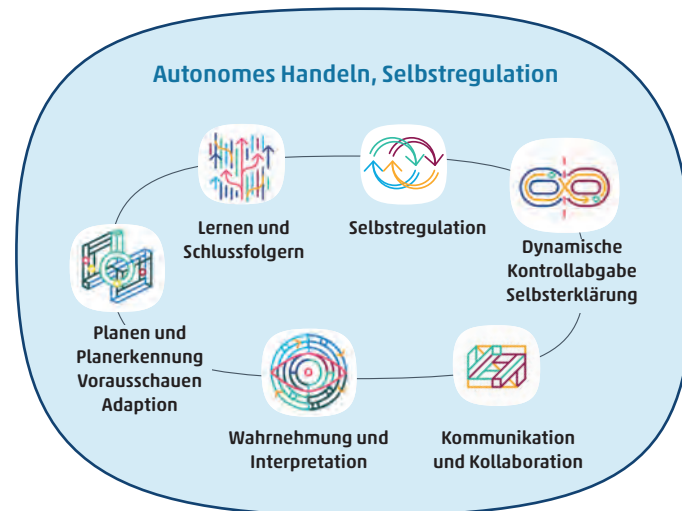 Autonomes Handeln, Selbstregulation
Lernen und
Schlussfolgern
Selbstregulation
Dynamische
Kontrollabgabe
Selbsterklärung
Planen und
Planerkennung
Vorausschauen
Adaption
Wahrnehmung und
Interpretation
Kommunikation
und Kollaboration